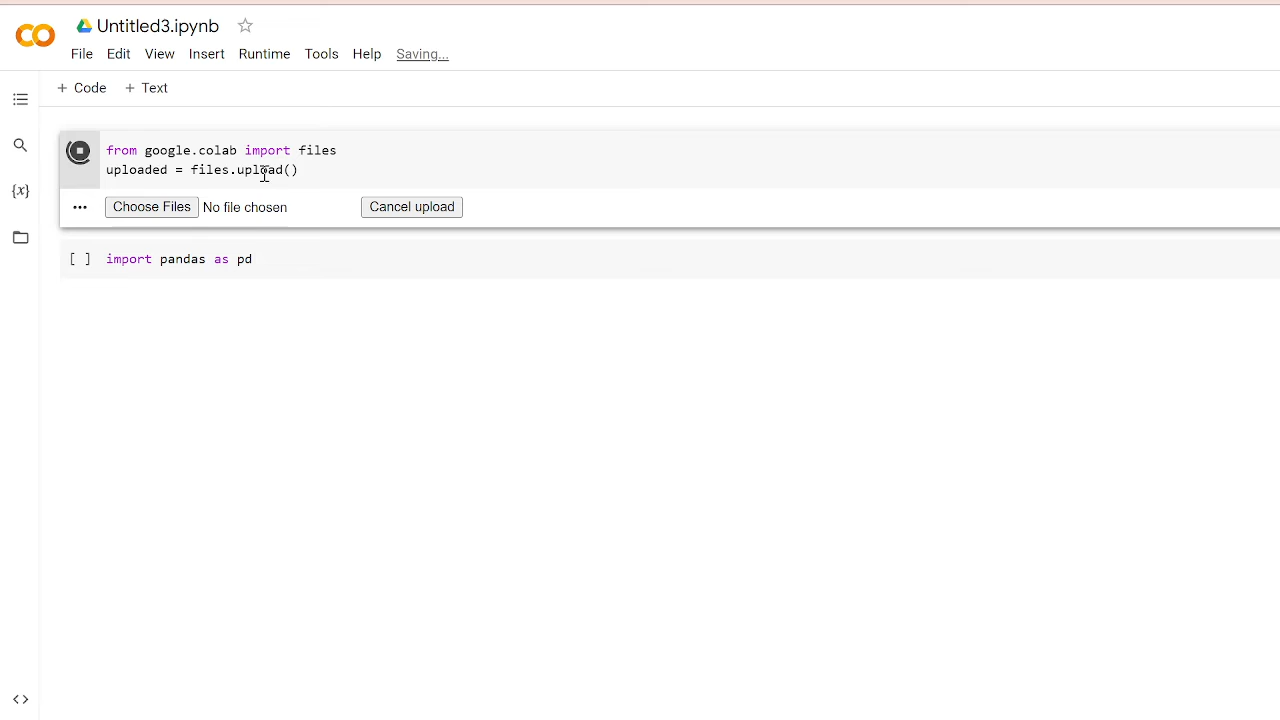 CO Untitled3.ipynb
File Edit View Insert Runtime Tools Help Saving...
+ Code + Text
from google.colab import files
{x} uploaded = files.upload()
... Choose Files No file chosen Cancel upload
[ ] import pandas as pd
<>